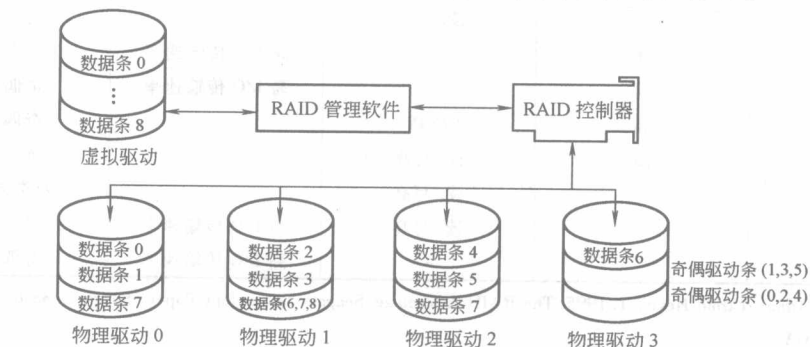 数据条 0
⋮
数据条 8
虚拟驱动
RAID 管理软件
RAID 控制器
数据条 0
数据条 1
数据条 7
物理驱动 0
数据条 2
数据条 3
数据条(6,7,8)
物理驱动 1
数据条 4
数据条 5
数据条 7
物理驱动 2
数据条6
奇偶驱动条 (1,3,5)
奇偶驱动条 (0,2,4)
物理驱动 3